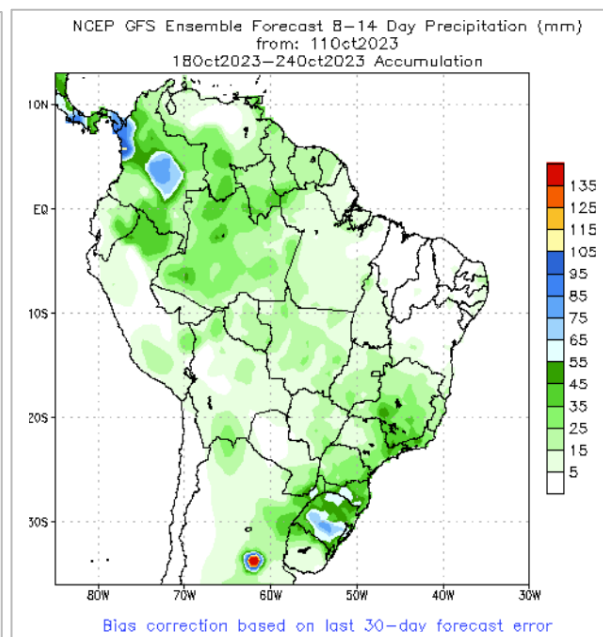 NCEP GFS Ensemble Forecast 8-14 Day Precipitation (mm)
from: 11Oct2023
18Oct2023-24Oct2023 Accumulation
10N
EQ
10S
20S
30S
80W
70W
60W
50W
40W
30W
135
125
115
105
95
85
75
65
55
45
35
25
15
5
Bias correction based on last 30-day forecast error